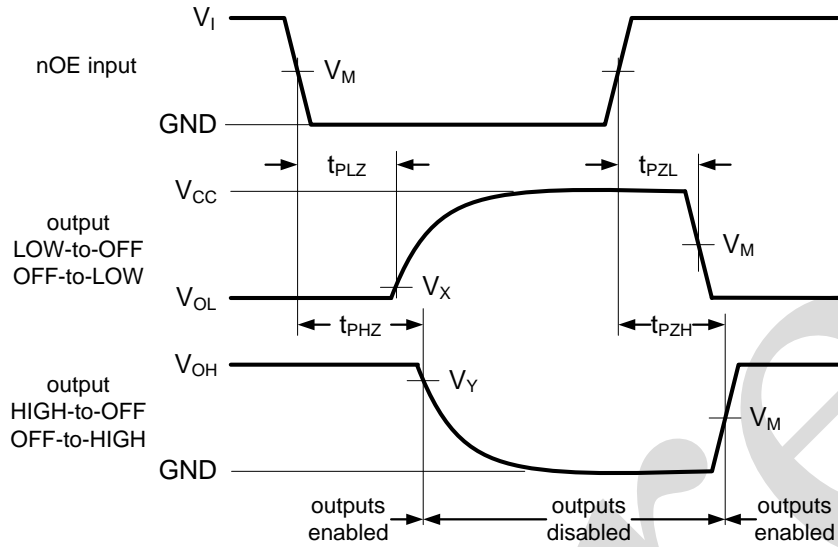 V_I
nOE input
V_M
GND
t_PLZ
t_PZL
V_CC
output
LOW-to-OFF
OFF-to-LOW
V_M
V_X
V_OL
t_PHZ
t_PZH
V_OH
output
HIGH-to-OFF
OFF-to-HIGH
V_Y
V_M
GND
outputs
enabled
outputs
disabled
outputs
enabled